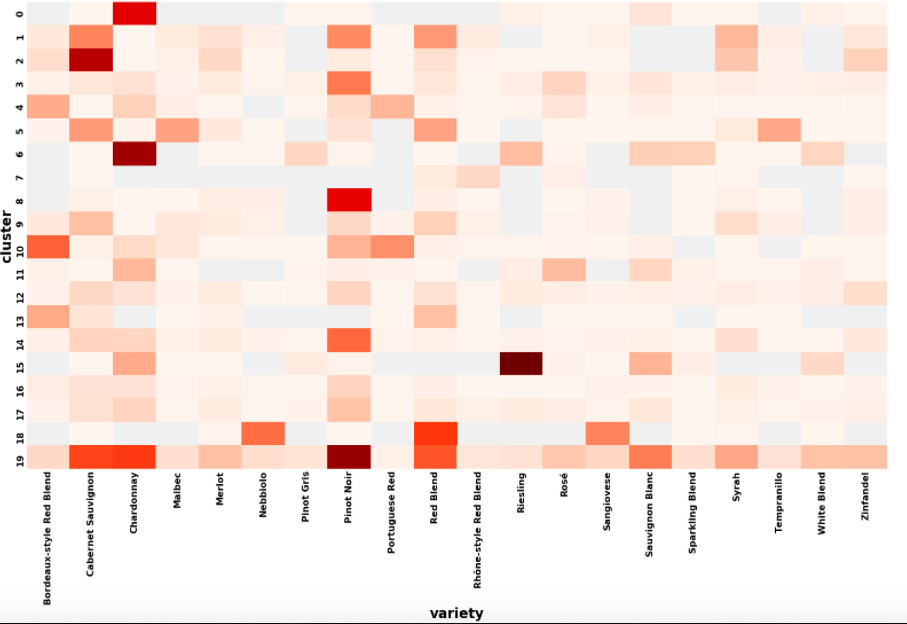 cluster
0
1
2
3
4
5
6
7
8
9
10
11
12
13
14
15
16
17
18
19
Bordeaux-style Red Blend
Cabernet Sauvignon
Chardonnay
Malbec
Merlot
Nebbiolo
Pinot Gris
Pinot Noir
Portuguese Red
Red Blend
Rhône-style Red Blend
Riesling
Rosé
Sangiovese
Sauvignon Blanc
Sparkling Blend
Syrah
Tempranillo
White Blend
Zinfandel
variety